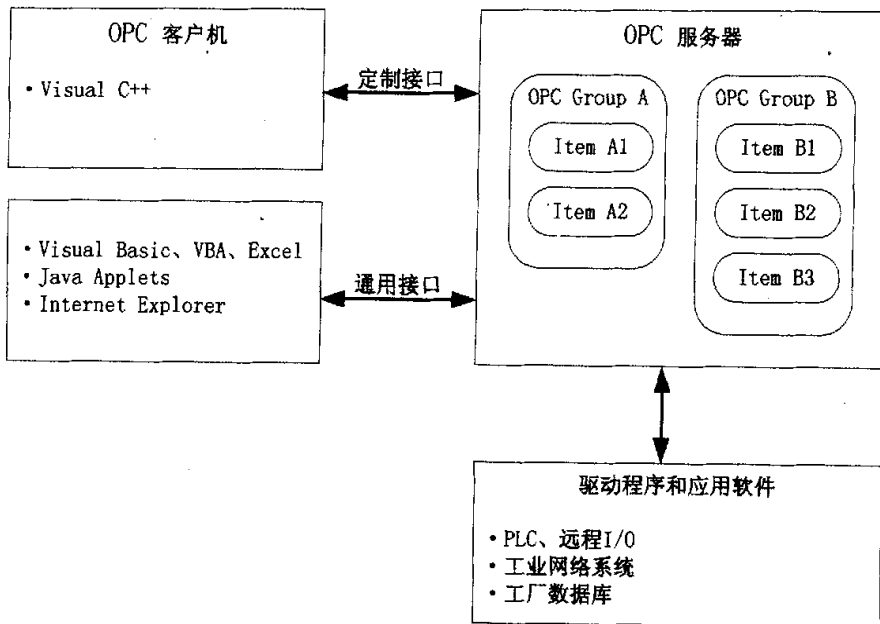 OPC 客户机
· Visual C++
定制接口
· Visual Basic、VBA、Excel
· Java Applets
· Internet Explorer
通用接口
OPC 服务器
OPC Group A
Item A1
Item A2
OPC Group B
Item B1
Item B2
Item B3
驱动程序和应用软件
· PLC、远程I/O
· 工业网络系统
· 工厂数据库